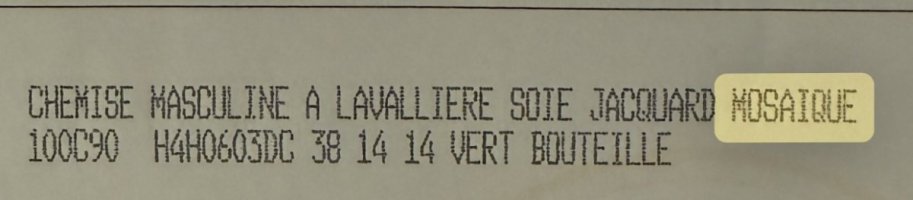 CHEMISE MASCULINE A LAVALLIERE SOIE JACQUARD MOSAIQUE
100C90 H4H0603DC 38 14 14 VERT BOUTEILLE